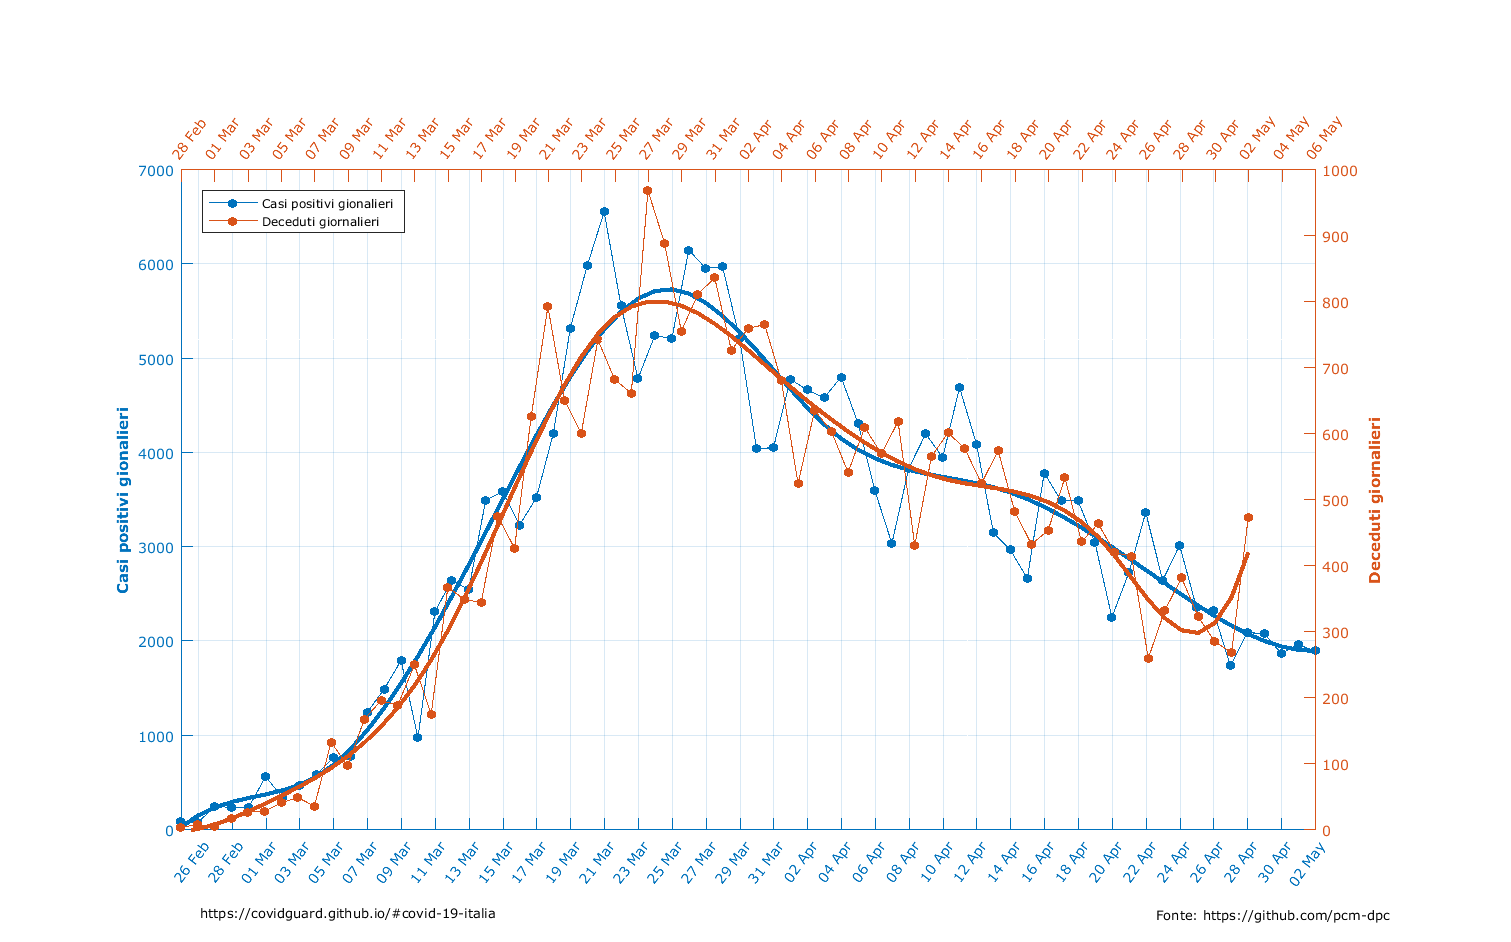 28 Feb 01 Mar 03 Mar 05 Mar 07 Mar 09 Mar 11 Mar 13 Mar 15 Mar 17 Mar 19 Mar 21 Mar 23 Mar 25 Mar 27 Mar 29 Mar 31 Mar 02 Apr 04 Apr 06 Apr 08 Apr 10 Apr 12 Apr 14 Apr 16 Apr 18 Apr 20 Apr 22 Apr 24 Apr 26 Apr 28 Apr 30 Apr 02 May 04 May 06 May
7000 1000
Casi positivi gionalieri
Deceduti giornalieri
900
6000
800
5000
700
4000
600
500
3000
400
2000
300
200
1000
100
0 0
Casi positivi gionalieri
Deceduti giornalieri
26 Feb 28 Feb 01 Mar 03 Mar 05 Mar 07 Mar 09 Mar 11 Mar 13 Mar 15 Mar 17 Mar 19 Mar 21 Mar 23 Mar 25 Mar 27 Mar 29 Mar 31 Mar 02 Apr 04 Apr 06 Apr 08 Apr 10 Apr 12 Apr 14 Apr 16 Apr 18 Apr 20 Apr 22 Apr 24 Apr 26 Apr 28 Apr 30 Apr 02 May
https://covidguard.github.io/#covid-19-italia
Fonte: https://github.com/pcm-dpc